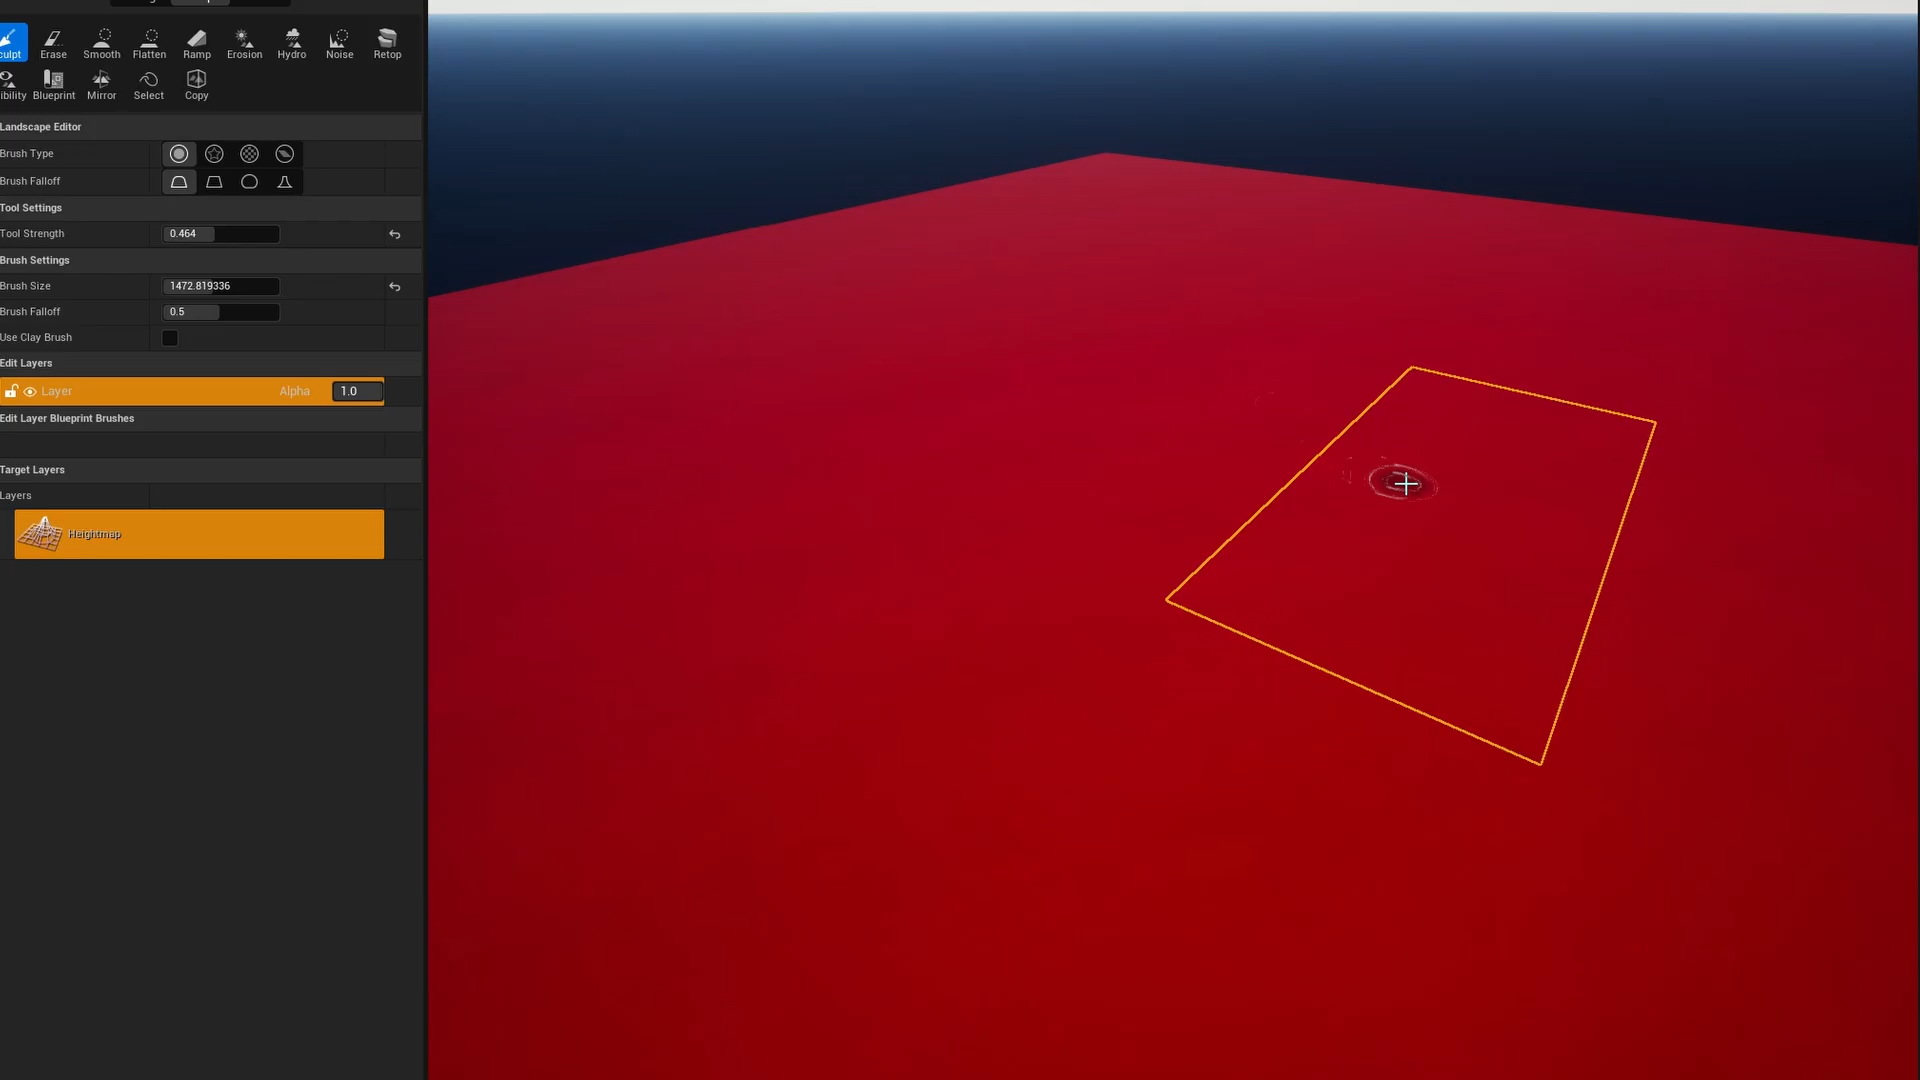 culpt Erase Smooth Flatten Ramp Erosion Hydro Noise Retop
ibility Blueprint Mirror Select Copy
Landscape Editor
Brush Type
Brush Falloff
Tool Settings
Tool Strength 0.464
Brush Settings
Brush Size 1472.819336
Brush Falloff 0.5
Use Clay Brush
Edit Layers
Layer Alpha 1.0
Edit Layer Blueprint Brushes
Target Layers
Layers
Heightmap